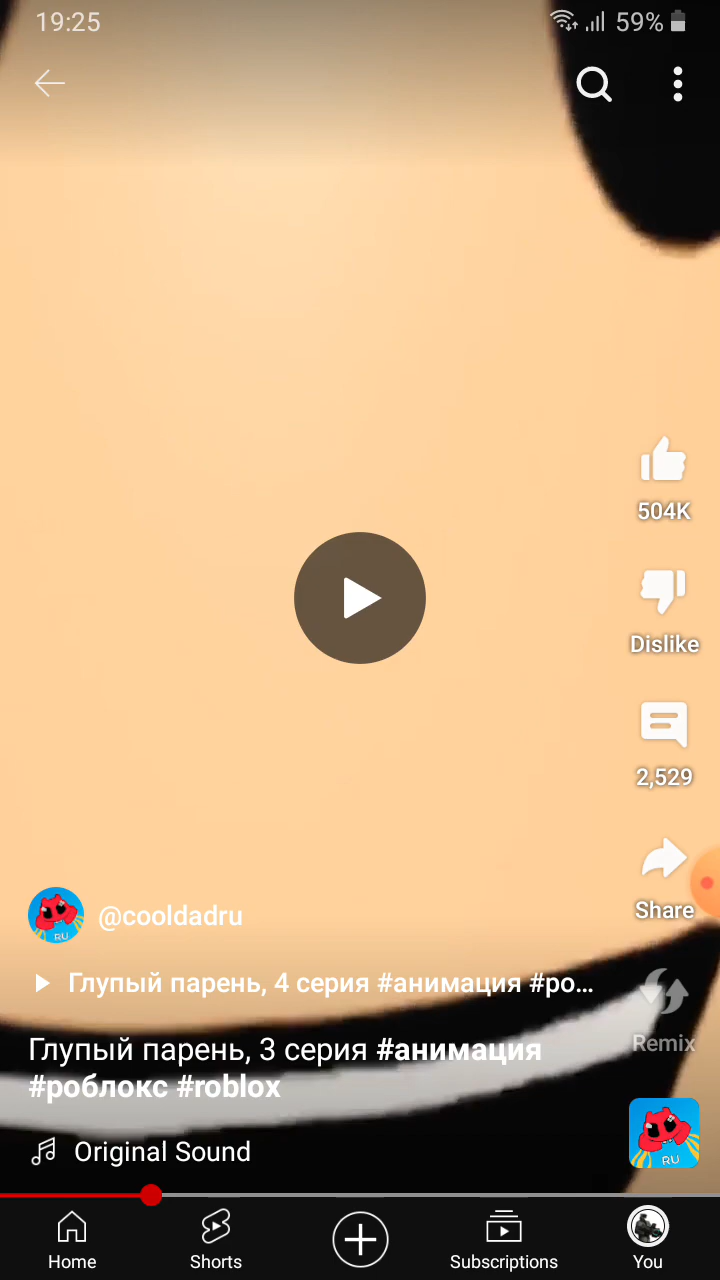 19:25
59%
504K
Dislike
2,529
Share
@cooldadru
Глупый парень, 4 серия #анимация #ро...
Remix
Глупый парень, 3 серия #анимация
#роблокс #roblox
Original Sound
RU
RU
Home
Shorts
Subscriptions
You